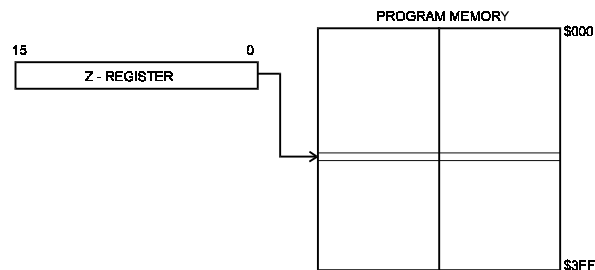 PROGRAM MEMORY
$000
15 0
Z - REGISTER
$3FF